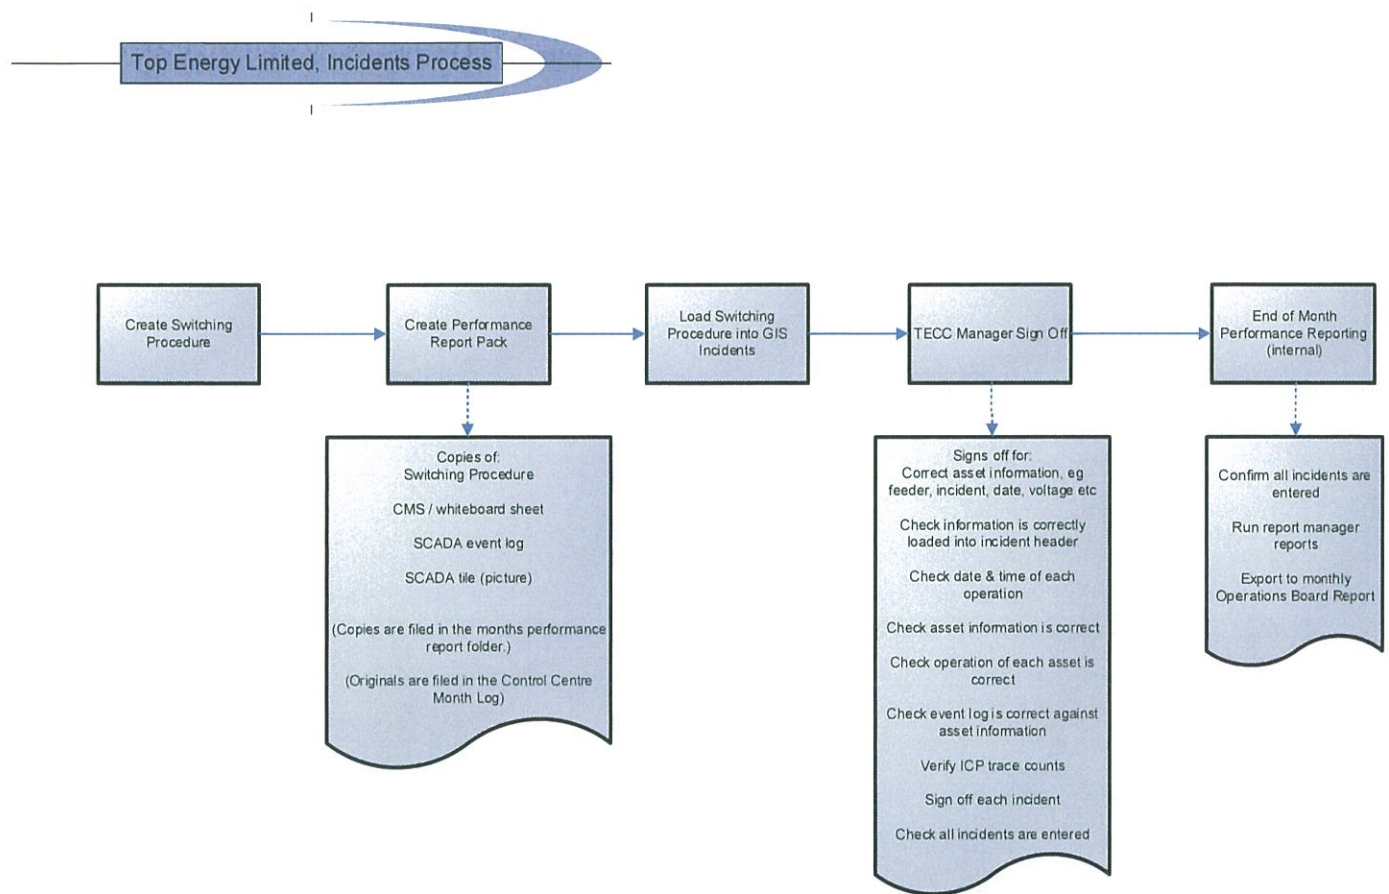 Top Energy Limited, Incidents Process
Create Switching
Procedure
Create Performance
Report Pack
Load Switching
Procedure into GIS
Incidents
TECC Manager Sign Off
End of Month
Performance Reporting
(internal)
Copies of:
Switching Procedure
CMS / whiteboard sheet
SCADA event log
SCADA tile (picture)
(Copies are filed in the months performance
report folder.)
(Originals are filed in the Control Centre
Month Log)
Signs off for:
Correct asset information, eg
feeder, incident, date, voltage etc
Check information is correctly
loaded into incident header
Check date & time of each
operation
Check asset information is correct
Check operation of each asset is
correct
Check event log is correct against
asset information
Verify ICP trace counts
Sign off each incident
Check all incidents are entered
Confirm all incidents are
entered
Run report manager
reports
Export to monthly
Operations Board Report